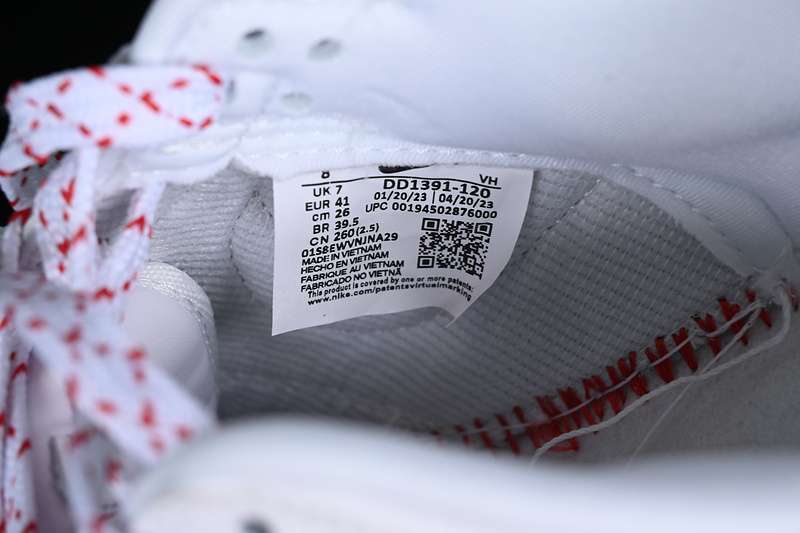 8
UK 7
EUR 41
cm 26
BR 39.5
CN 260(2.5)
VH
DD1391-120
01/20/23 | 04/20/23
UPC 00194502876000
0158EWVNJNA29
MADE IN VIETNAM
HECHO EN VIETNAM
FABRIQUE AU VIETNAM
FABRICADO NO VIETNÃ
This product is covered by one or more patents:
www.nike.com/patentsvirtualmarking